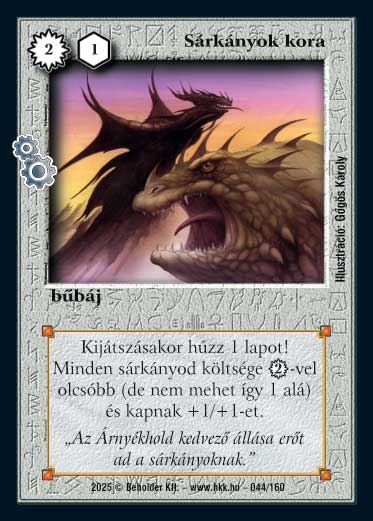 2
1
Sárkányok kora
Illusztráció: Gőgös Károly
bűbáj
Kijátszásakor húzz 1 lapot!
Minden sárkányod költsége 2-vel
olcsóbb (de nem mehet így 1 alá)
és kapnak +1/+1-et.
„Az Árnyékhold kedvező állása erőt
ad a sárkányoknak.”
2025 © Beholder Kft. – www.hkk.hu – 044/160